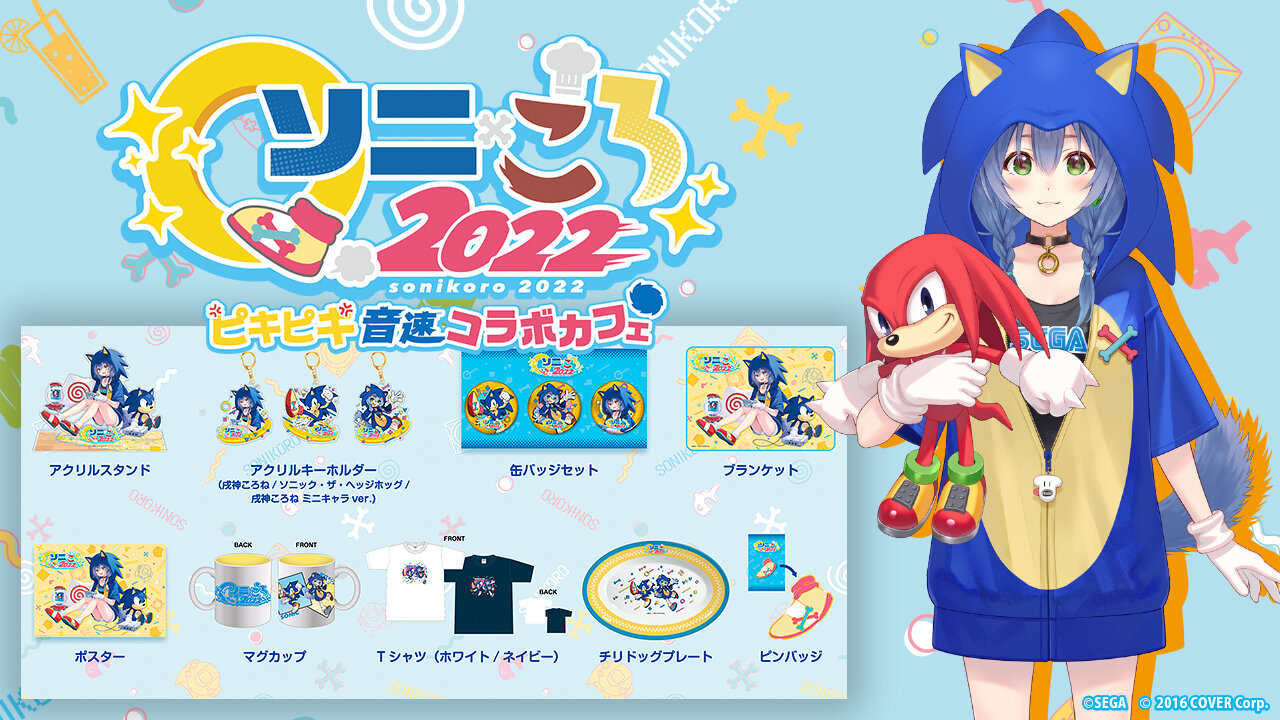 SONIKORO
ソニ×ころ
2022
sonikoro 2022
ピキピキ音速コラボカフェ
アクリルスタンド
アクリルキーホルダー
(戌神ころね / ソニック・ザ・ヘッジホッグ /
戌神ころね ミニキャラ ver.)
缶バッジセット
ブランケット
SEGA
ポスター
BACK
FRONT
マグカップ
FRONT
BACK
Tシャツ(ホワイト / ネイビー)
チリドッグプレート
ピンバッジ
©SEGA © 2016 COVER Corp.